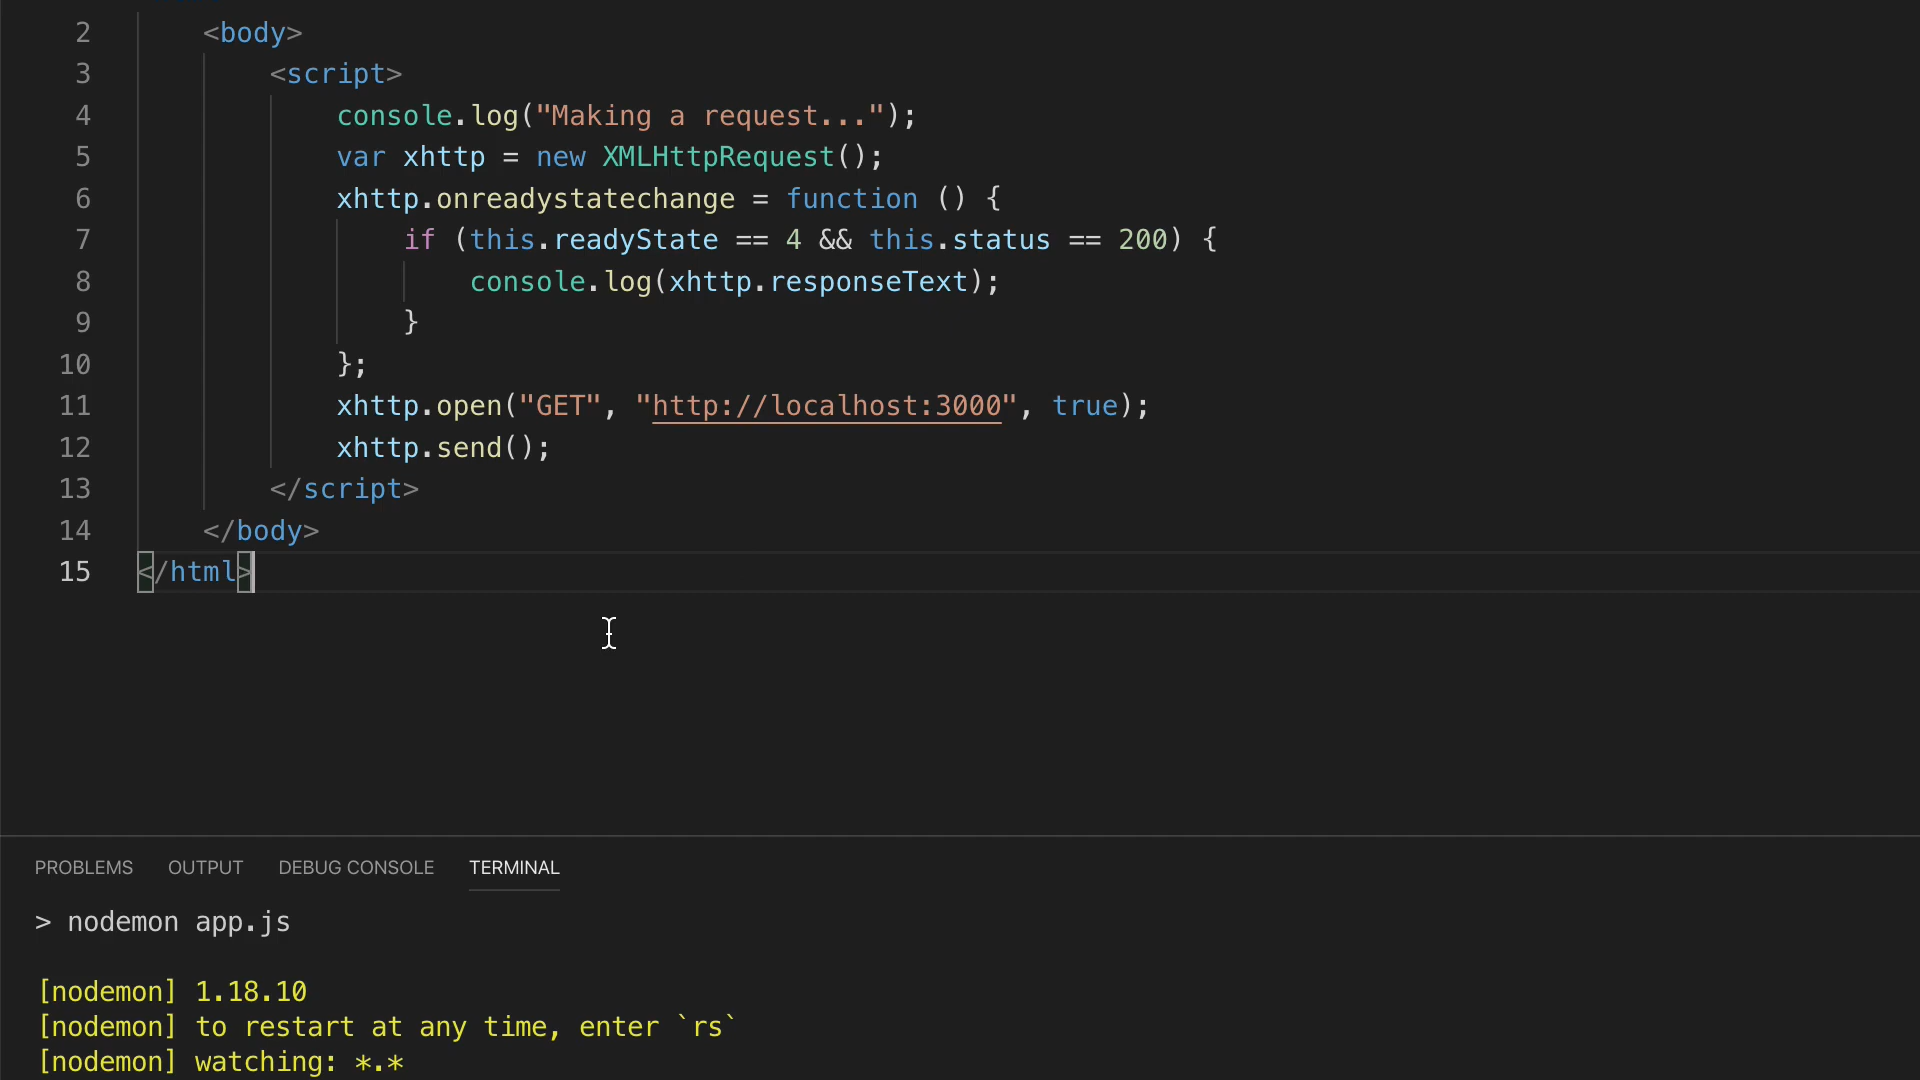 2 <body>
3 <script>
4 console.log("Making a request...");
5 var xhttp = new XMLHttpRequest();
6 xhttp.onreadystatechange = function () {
7 if (this.readyState == 4 && this.status == 200) {
8 console.log(xhttp.responseText);
9 }
10 };
11 xhttp.open("GET", "http://localhost:3000", true);
12 xhttp.send();
13 </script>
14 </body>
15 </html>
PROBLEMS OUTPUT DEBUG CONSOLE TERMINAL
> nodemon app.js
[nodemon] 1.18.10
[nodemon] to restart at any time, enter `rs`
[nodemon] watching: *.*